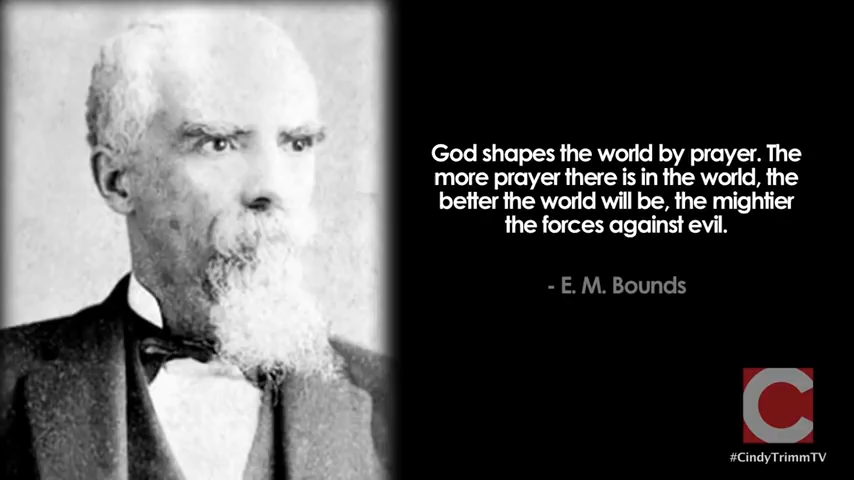 God shapes the world by prayer. The
more prayer there is in the world, the
better the world will be, the mightier
the forces against evil.
- E. M. Bounds
C
#CindyTrimmTV